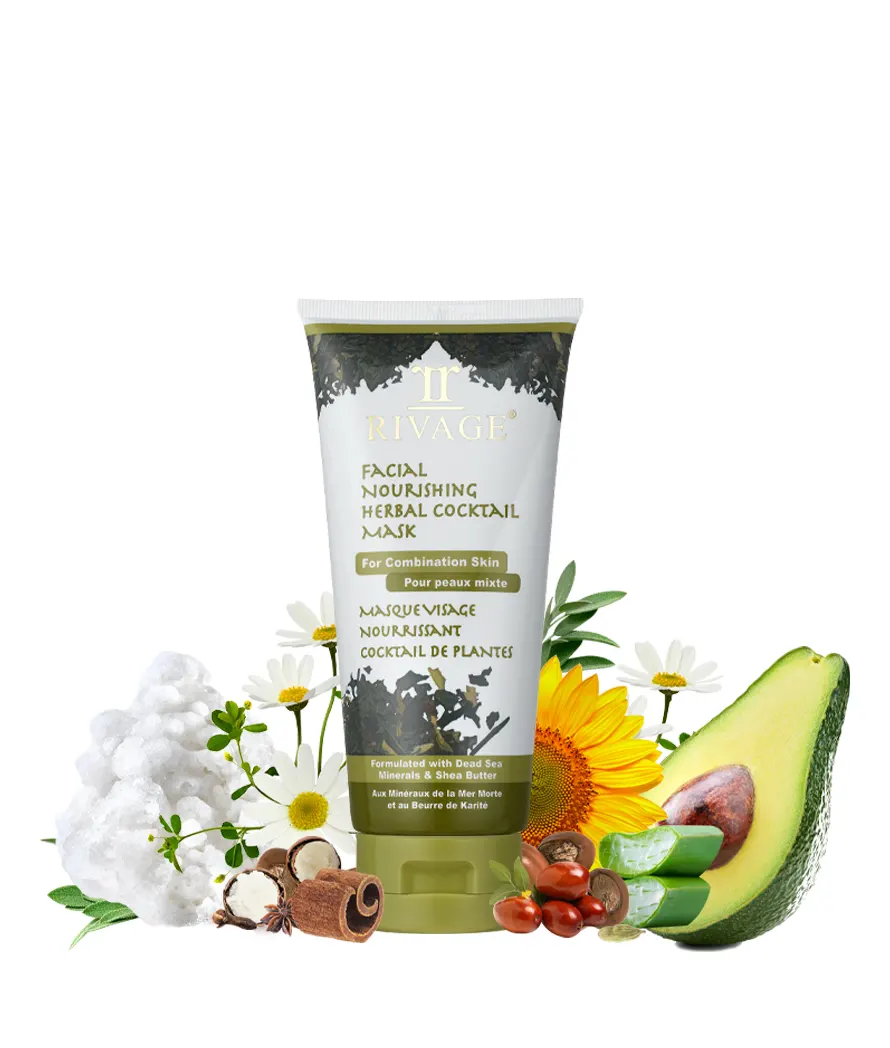 RIVAGE®
FACIAL
NOURISHING
HERBAL COCKTAIL
MASK
For Combination Skin
Pour peaux mixte
MASQUE VISAGE
NOURRISSANT
COCKTAIL DE PLANTES
Formulated with Dead Sea
Minerals & Shea Butter
Aux Minéraux de la Mer Morte
et au Beurre de Karité